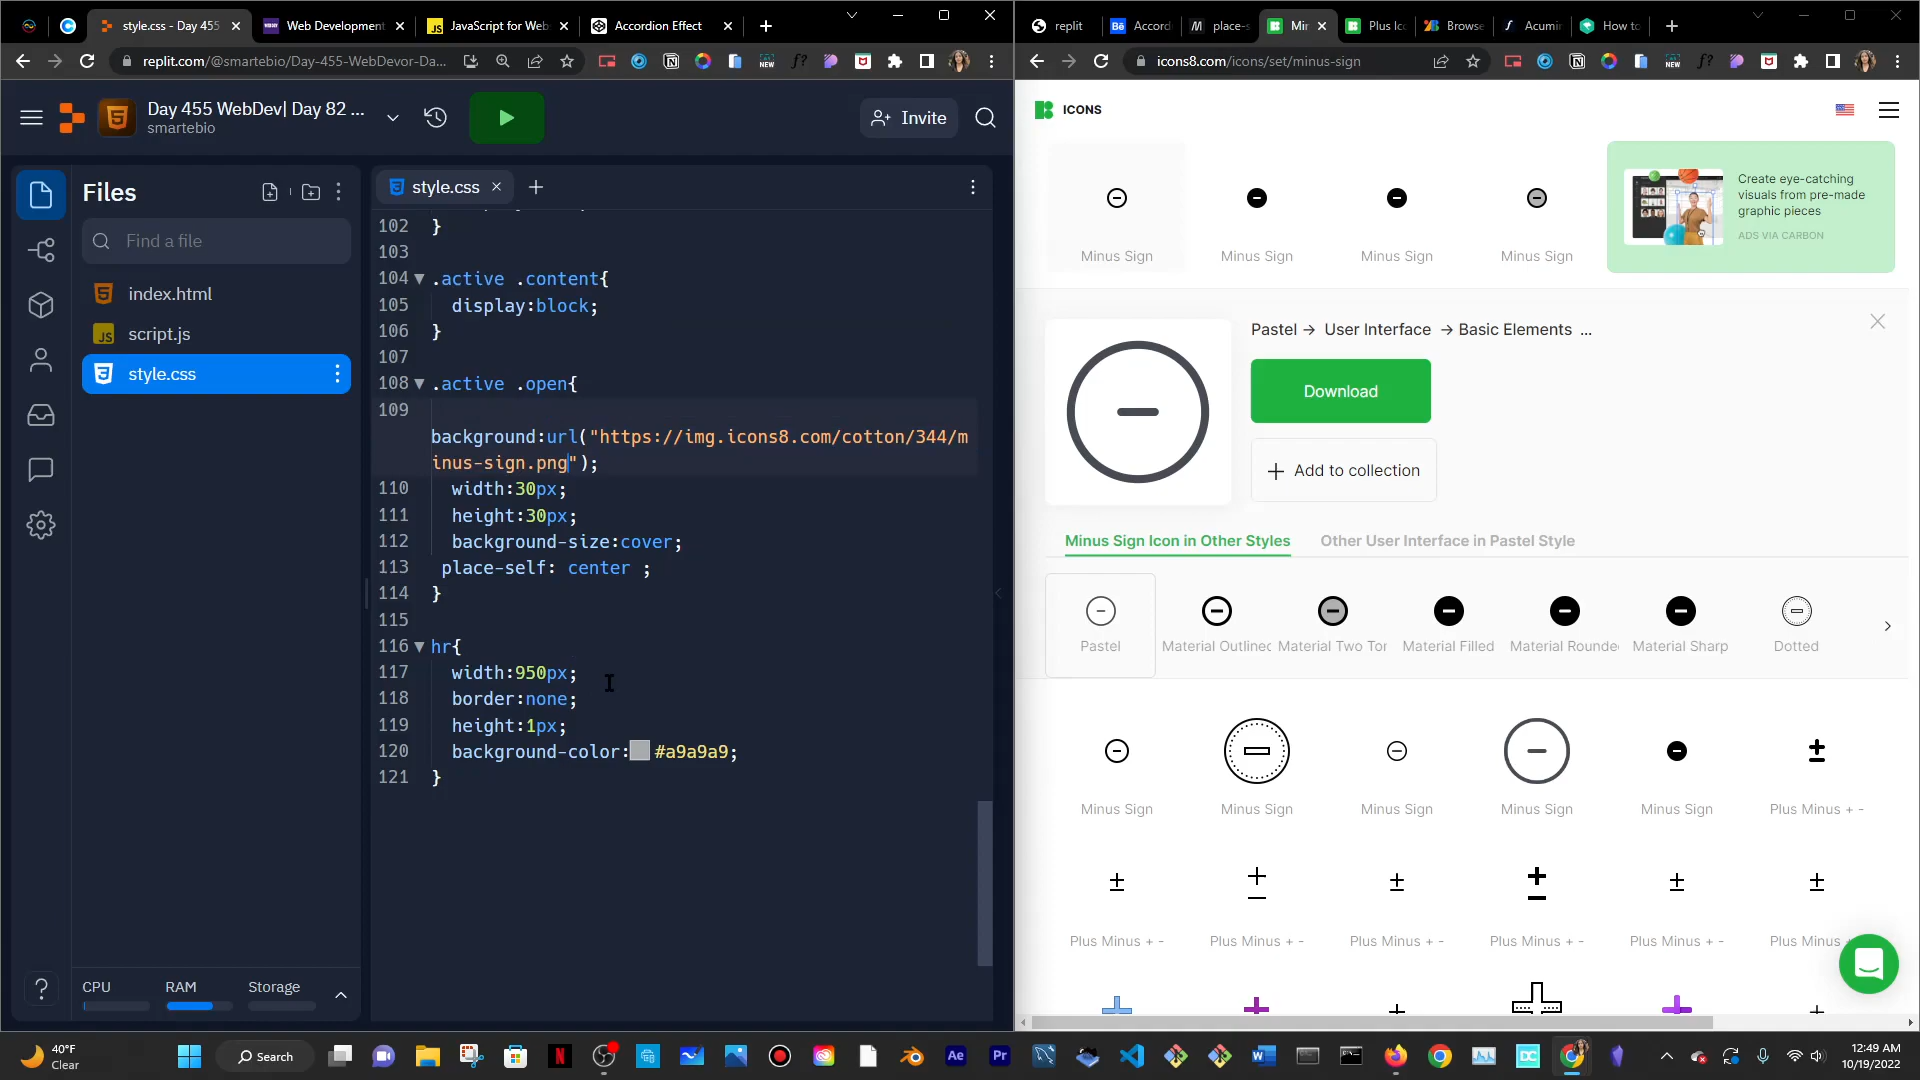 style.css - Day 455
Web Development
JavaScript for Web
Accordion Effect
replit.com/@smartebio/Day-455-WebDevor-Da...
Day 455 WebDev| Day 82 ...
smartebio
Invite
Files
Find a file
index.html
script.js
style.css
CPU
RAM
Storage
style.css
102 }
103
104 .active .content{
105 display:block;
106 }
107
108 .active .open{
109
background:url("https://img.icons8.com/cotton/344/m
inus-sign.png");
110 width:30px;
111 height:30px;
112 background-size:cover;
113 place-self: center ;
114 }
115
116 hr{
117 width:950px;
118 border:none;
119 height:1px;
120 background-color: #a9a9a9;
121 }
replit
Accord
place-s
Min
Plus Ic
Browse
Acumin
How to
icons8.com/icons/set/minus-sign
ICONS
Minus Sign
Minus Sign
Minus Sign
Minus Sign
Create eye-catching
visuals from pre-made
graphic pieces
ADS VIA CARBON
Pastel → User Interface → Basic Elements ...
Download
Add to collection
Minus Sign Icon in Other Styles
Other User Interface in Pastel Style
Pastel
Material Outlined
Material Two Ton
Material Filled
Material Rounde
Material Sharp
Dotted
Minus Sign
Minus Sign
Minus Sign
Minus Sign
Minus Sign
Plus Minus + -
Plus Minus + -
Plus Minus + -
Plus Minus + -
Plus Minus + -
Plus Minus + -
Plus Minus
40°F
Clear
Search
12:49 AM
10/19/2022